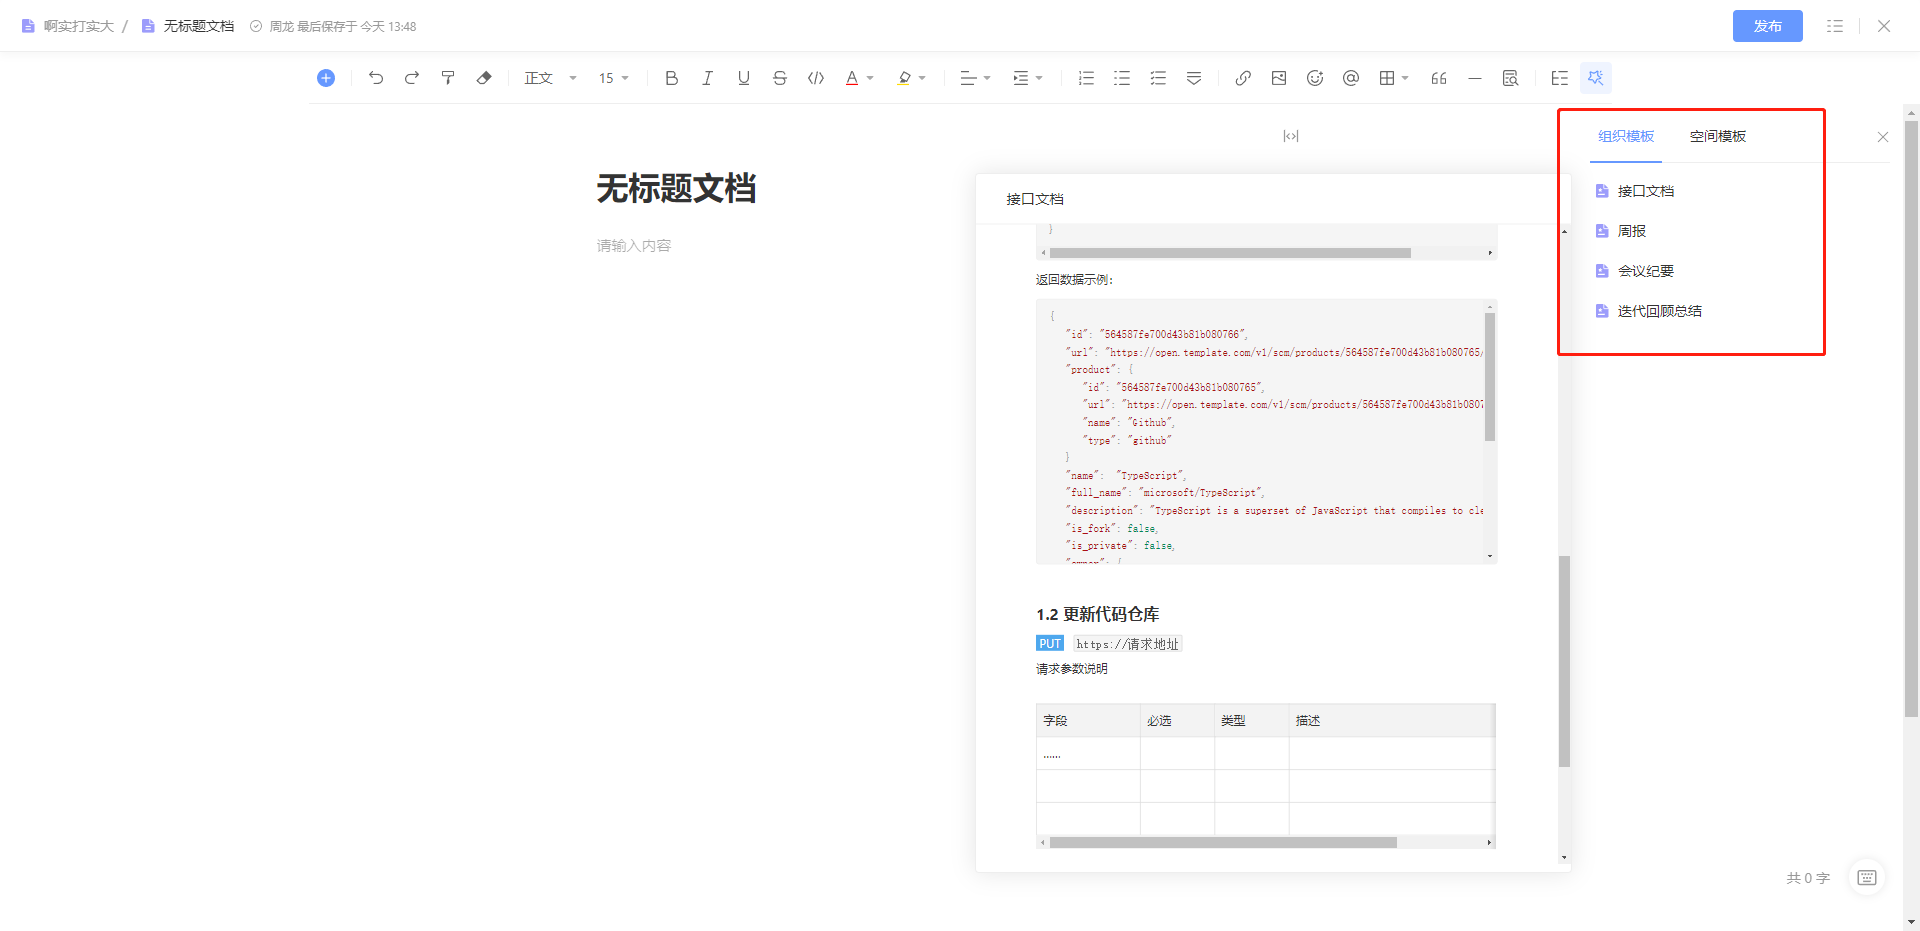 啊实打实大 / 无标题文档 周龙 最后保存于 今天 13:48
发布
正文 15
组织模板 空间模板
接口文档
周报
会议纪要
迭代回顾总结
无标题文档
请输入内容
接口文档
}
返回数据示例:
{
"id": "564587fe700d43b81b080766",
"url": "https://open.template.com/v1/scm/products/564587fe700d43b81b080765/
"product": {
"id": "564587fe700d43b81b080765",
"url": "https://open.template.com/v1/scm/products/564587fe700d43b81b0807
"name": "Github",
"type": "github"
}
"name": "TypeScript",
"full_name": "microsoft/TypeScript",
"description": "TypeScript is a superset of JavaScript that compiles to cle
"is_fork": false,
"is_private": false,
"owner": {
1.2 更新代码仓库
PUT https://请求地址
请求参数说明
字段 必选 类型 描述
......
共 0 字